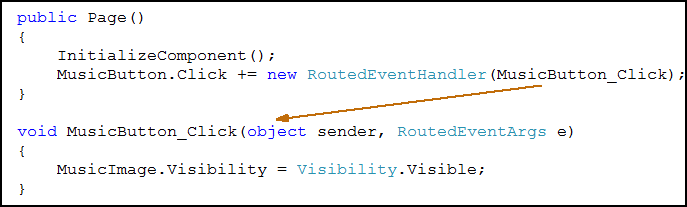 public Page()
{
InitializeComponent();
MusicButton.Click += new RoutedEventHandler(MusicButton_Click);
}
void MusicButton_Click(object sender, RoutedEventArgs e)
{
MusicImage.Visibility = Visibility.Visible;
}